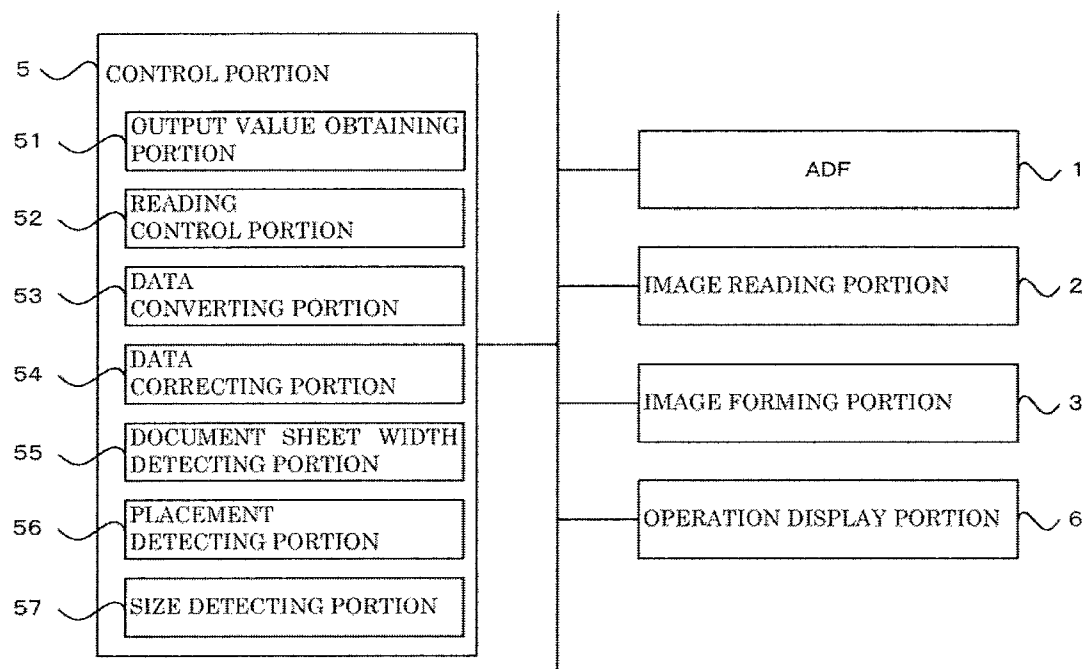 5
CONTROL PORTION
51
OUTPUT VALUE OBTAINING
PORTION
52
READING
CONTROL PORTION
53
DATA
CONVERTING PORTION
54
DATA
CORRECTING PORTION
55
DOCUMENT SHEET WIDTH
DETECTING PORTION
56
PLACEMENT
DETECTING PORTION
57
SIZE DETECTING PORTION
ADF
1
IMAGE READING PORTION
2
IMAGE FORMING PORTION
3
OPERATION DISPLAY PORTION
6